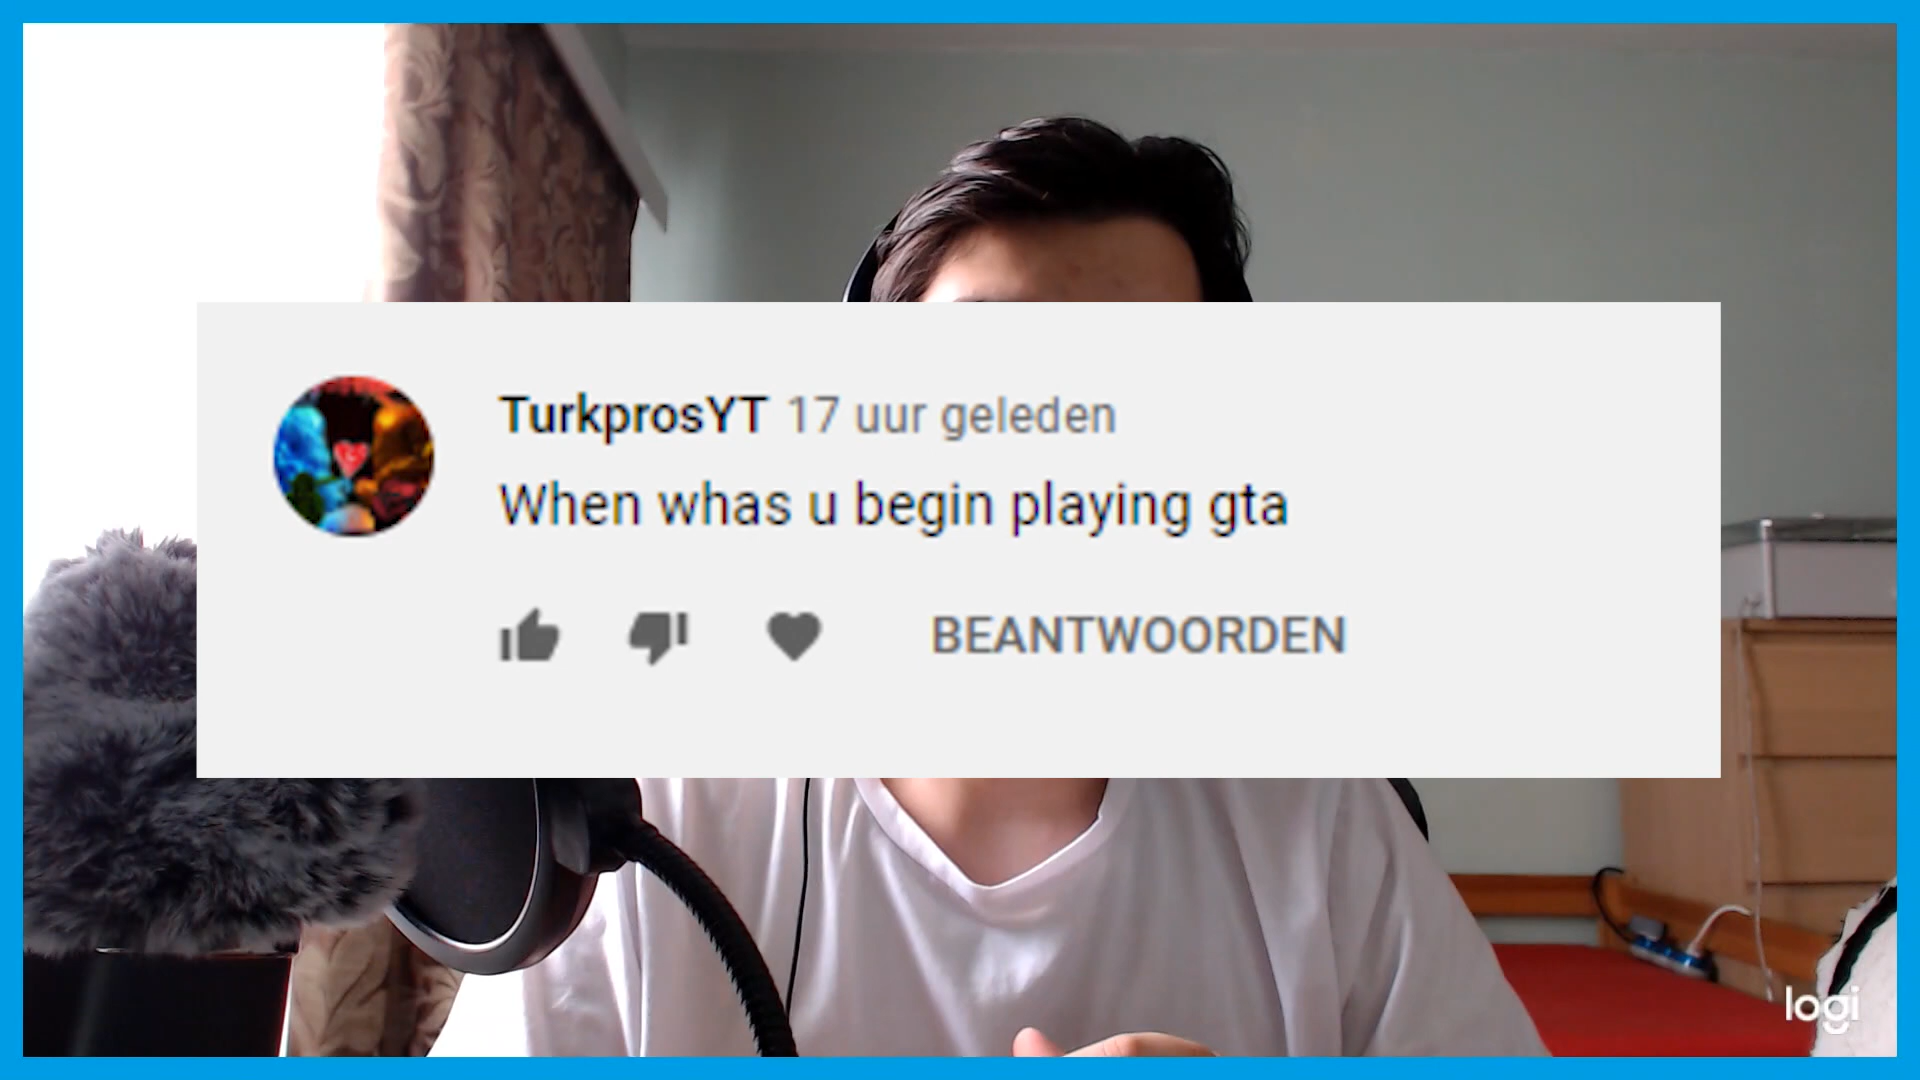 TurkprosYT 17 uur geleden
When whas u begin playing gta
BEANTWOORDEN
logi